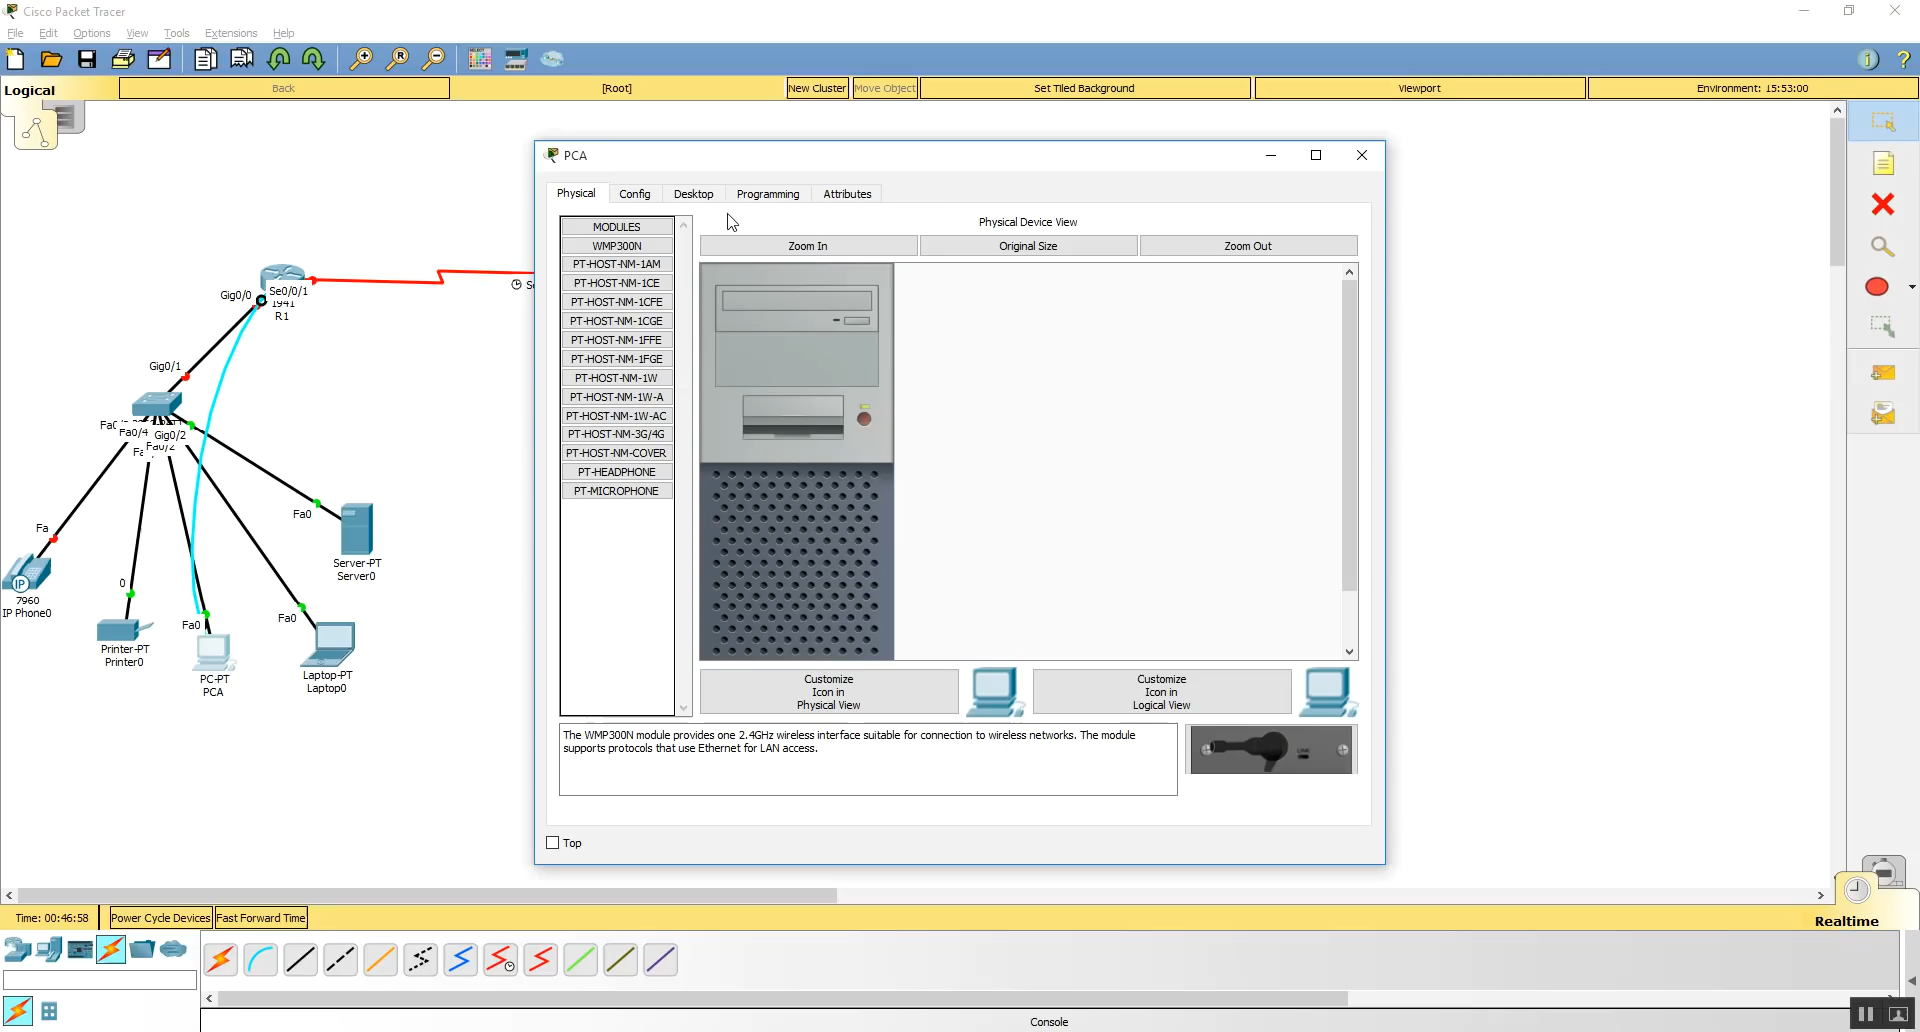 Cisco Packet Tracer
File Edit Options View Tools Extensions Help
Logical
Back
[Root]
New Cluster
Move Object
Set Tiled Background
Viewport
Environment: 15:53:00
PCA
Physical Config Desktop Programming Attributes
MODULES
WMP300N
PT-HOST-NM-1AM
PT-HOST-NM-1CE
PT-HOST-NM-1CFE
PT-HOST-NM-1CGE
PT-HOST-NM-1FFE
PT-HOST-NM-1FGE
PT-HOST-NM-1W
PT-HOST-NM-1W-A
PT-HOST-NM-1W-AC
PT-HOST-NM-3G/4G
PT-HOST-NM-COVER
PT-HEADPHONE
PT-MICROPHONE
Physical Device View
Zoom In
Original Size
Zoom Out
Customize
Icon in
Physical View
Customize
Icon in
Logical View
The WMP300N module provides one 2.4GHz wireless interface suitable for connection to wireless networks. The module
supports protocols that use Ethernet for LAN access.
Top
Gig0/0
Se0/0/1
1941
R1
Gig0/1
Fa0/4
Gig0/2
Fa0/2
Fa
IP
7960
IP Phone0
0
Printer-PT
Printer0
Fa0
PC-PT
PCA
Fa0
Laptop-PT
Laptop0
Fa0
Server-PT
Server0
Time: 00:46:58
Power Cycle Devices
Fast Forward Time
Realtime
Console